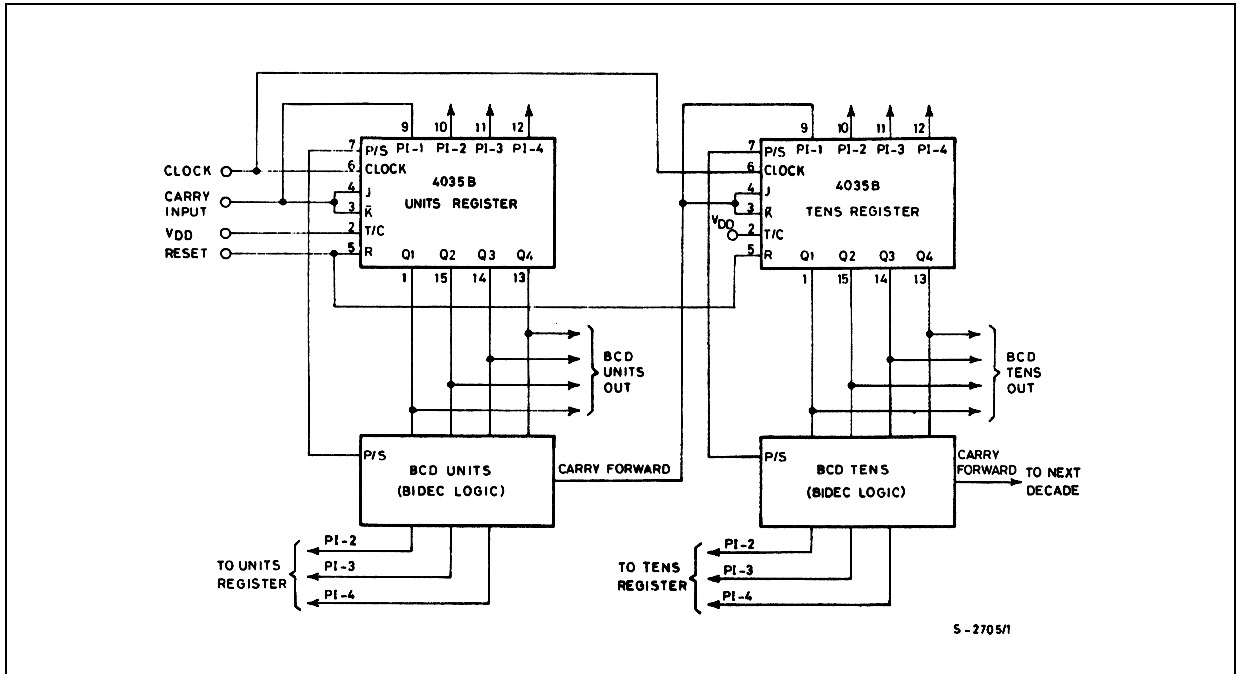 9 10 11 12
7 P/S PI-1 PI-2 PI-3 PI-4
CLOCK 6 CLOCK
4035B
UNITS REGISTER
CARRY
INPUT
4 J
3 K̅
VDD 2 T/C
RESET 5 R
Q1 Q2 Q3 Q4
1 15 14 13
BCD
UNITS
OUT
P/S
BCD UNITS
(BIDEC LOGIC)
CARRY FORWARD
PI-2
PI-3
PI-4
TO UNITS
REGISTER
9 10 11 12
7 P/S PI-1 PI-2 PI-3 PI-4
6 CLOCK
4035B
TENS REGISTER
4 J
3 K̅
VDD
2 T/C
5 R
Q1 Q2 Q3 Q4
1 15 14 13
BCD
TENS
OUT
P/S
BCD TENS
(BIDEC LOGIC)
CARRY
FORWARD
TO NEXT
DECADE
PI-2
PI-3
PI-4
TO TENS
REGISTER
S-2705/1